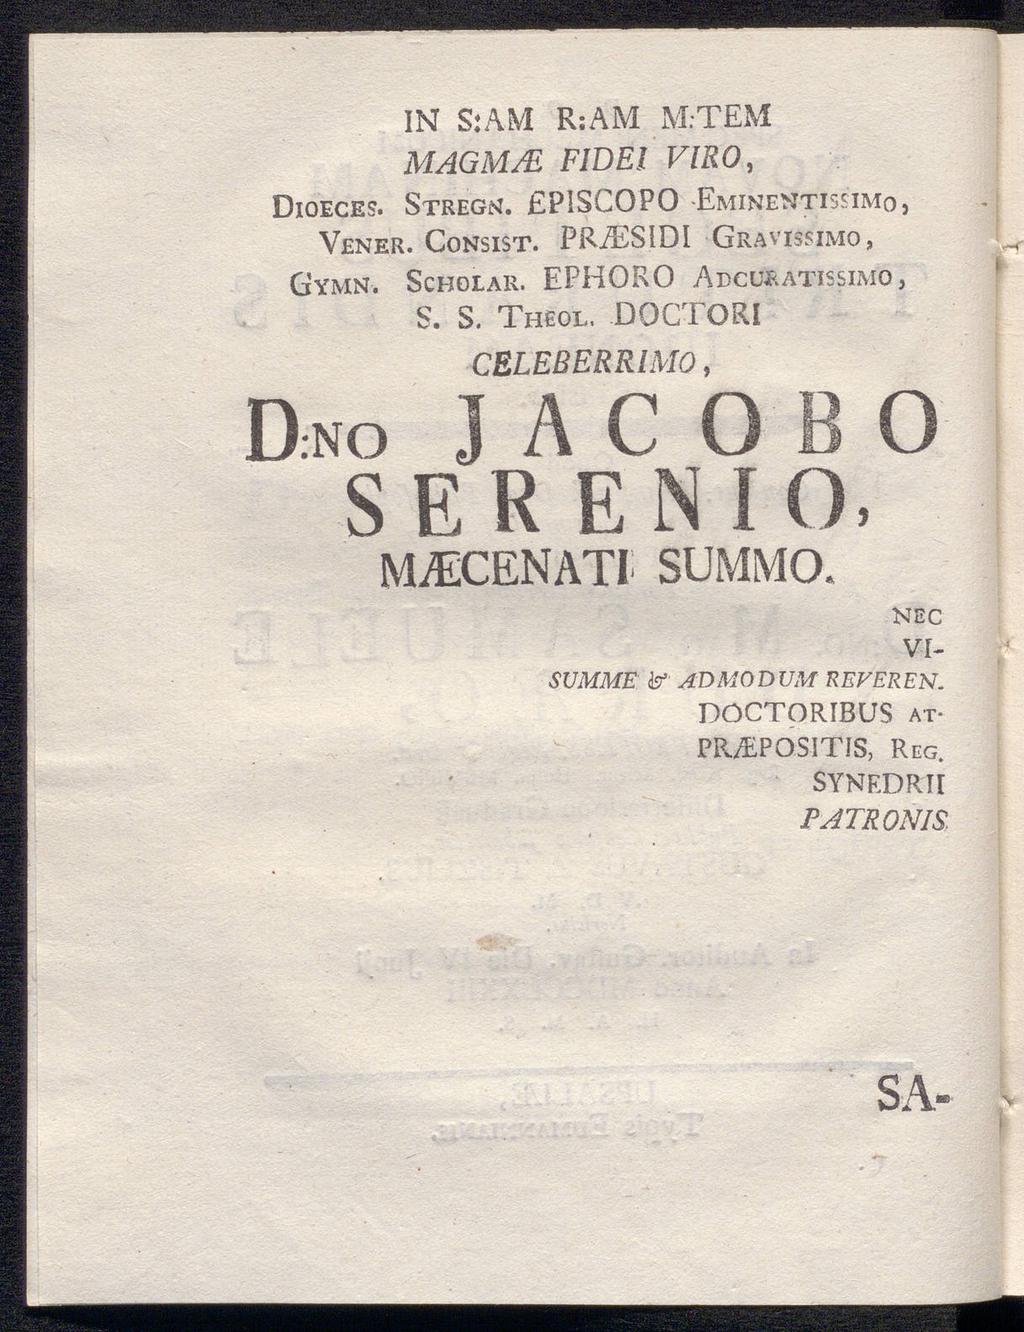 IN S:AM R:AM M:TEM
MAGMÆ FIDEI VIRO,
DIOECES. STREGN. EPISCOPO EMINENTISSIMO,
VENER. CONSIST. PRÆSIDI GRAVISSIMO,
GYMN. SCHOLAR. EPHORO ADCURATISSIMO,
S. S. THEOL. DOCTORI
CELEBERRIMO,
D:NO JACOBO
SERENIO,
MÆCENATI SUMMO.
NEC
VI-
SUMME & ADMODUM REVEREN.
DOCTORIBUS AT-
PRÆPOSITIS, REG.
SYNEDRII
PATRONIS
SA-